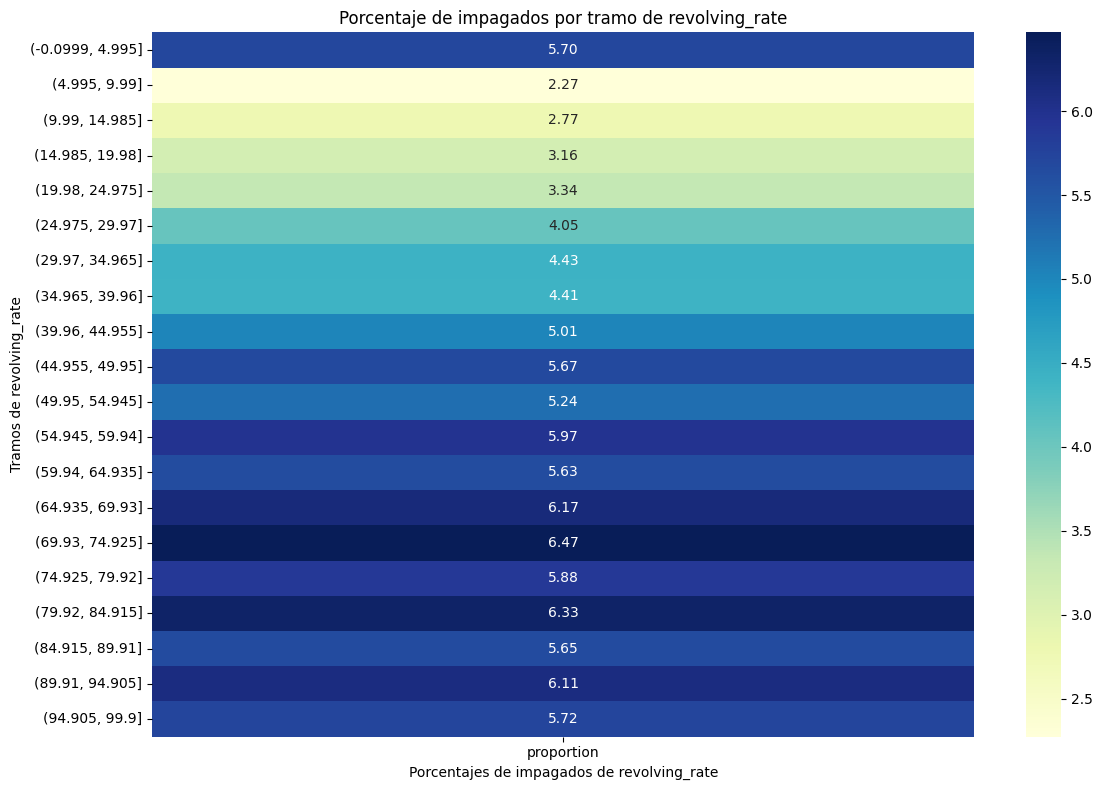 Porcentaje de impagados por tramo de revolving_rate
(-0.0999, 4.995] 5.70
(4.995, 9.99] 2.27
(9.99, 14.985] 2.77
(14.985, 19.98] 3.16
(19.98, 24.975] 3.34
(24.975, 29.97] 4.05
(29.97, 34.965] 4.43
(34.965, 39.96] 4.41
(39.96, 44.955] 5.01
(44.955, 49.95] 5.67
(49.95, 54.945] 5.24
(54.945, 59.94] 5.97
(59.94, 64.935] 5.63
(64.935, 69.93] 6.17
(69.93, 74.925] 6.47
(74.925, 79.92] 5.88
(79.92, 84.915] 6.33
(84.915, 89.91] 5.65
(89.91, 94.905] 6.11
(94.905, 99.9] 5.72
Tramos de revolving_rate
proportion
Porcentajes de impagados de revolving_rate
6.0
5.5
5.0
4.5
4.0
3.5
3.0
2.5